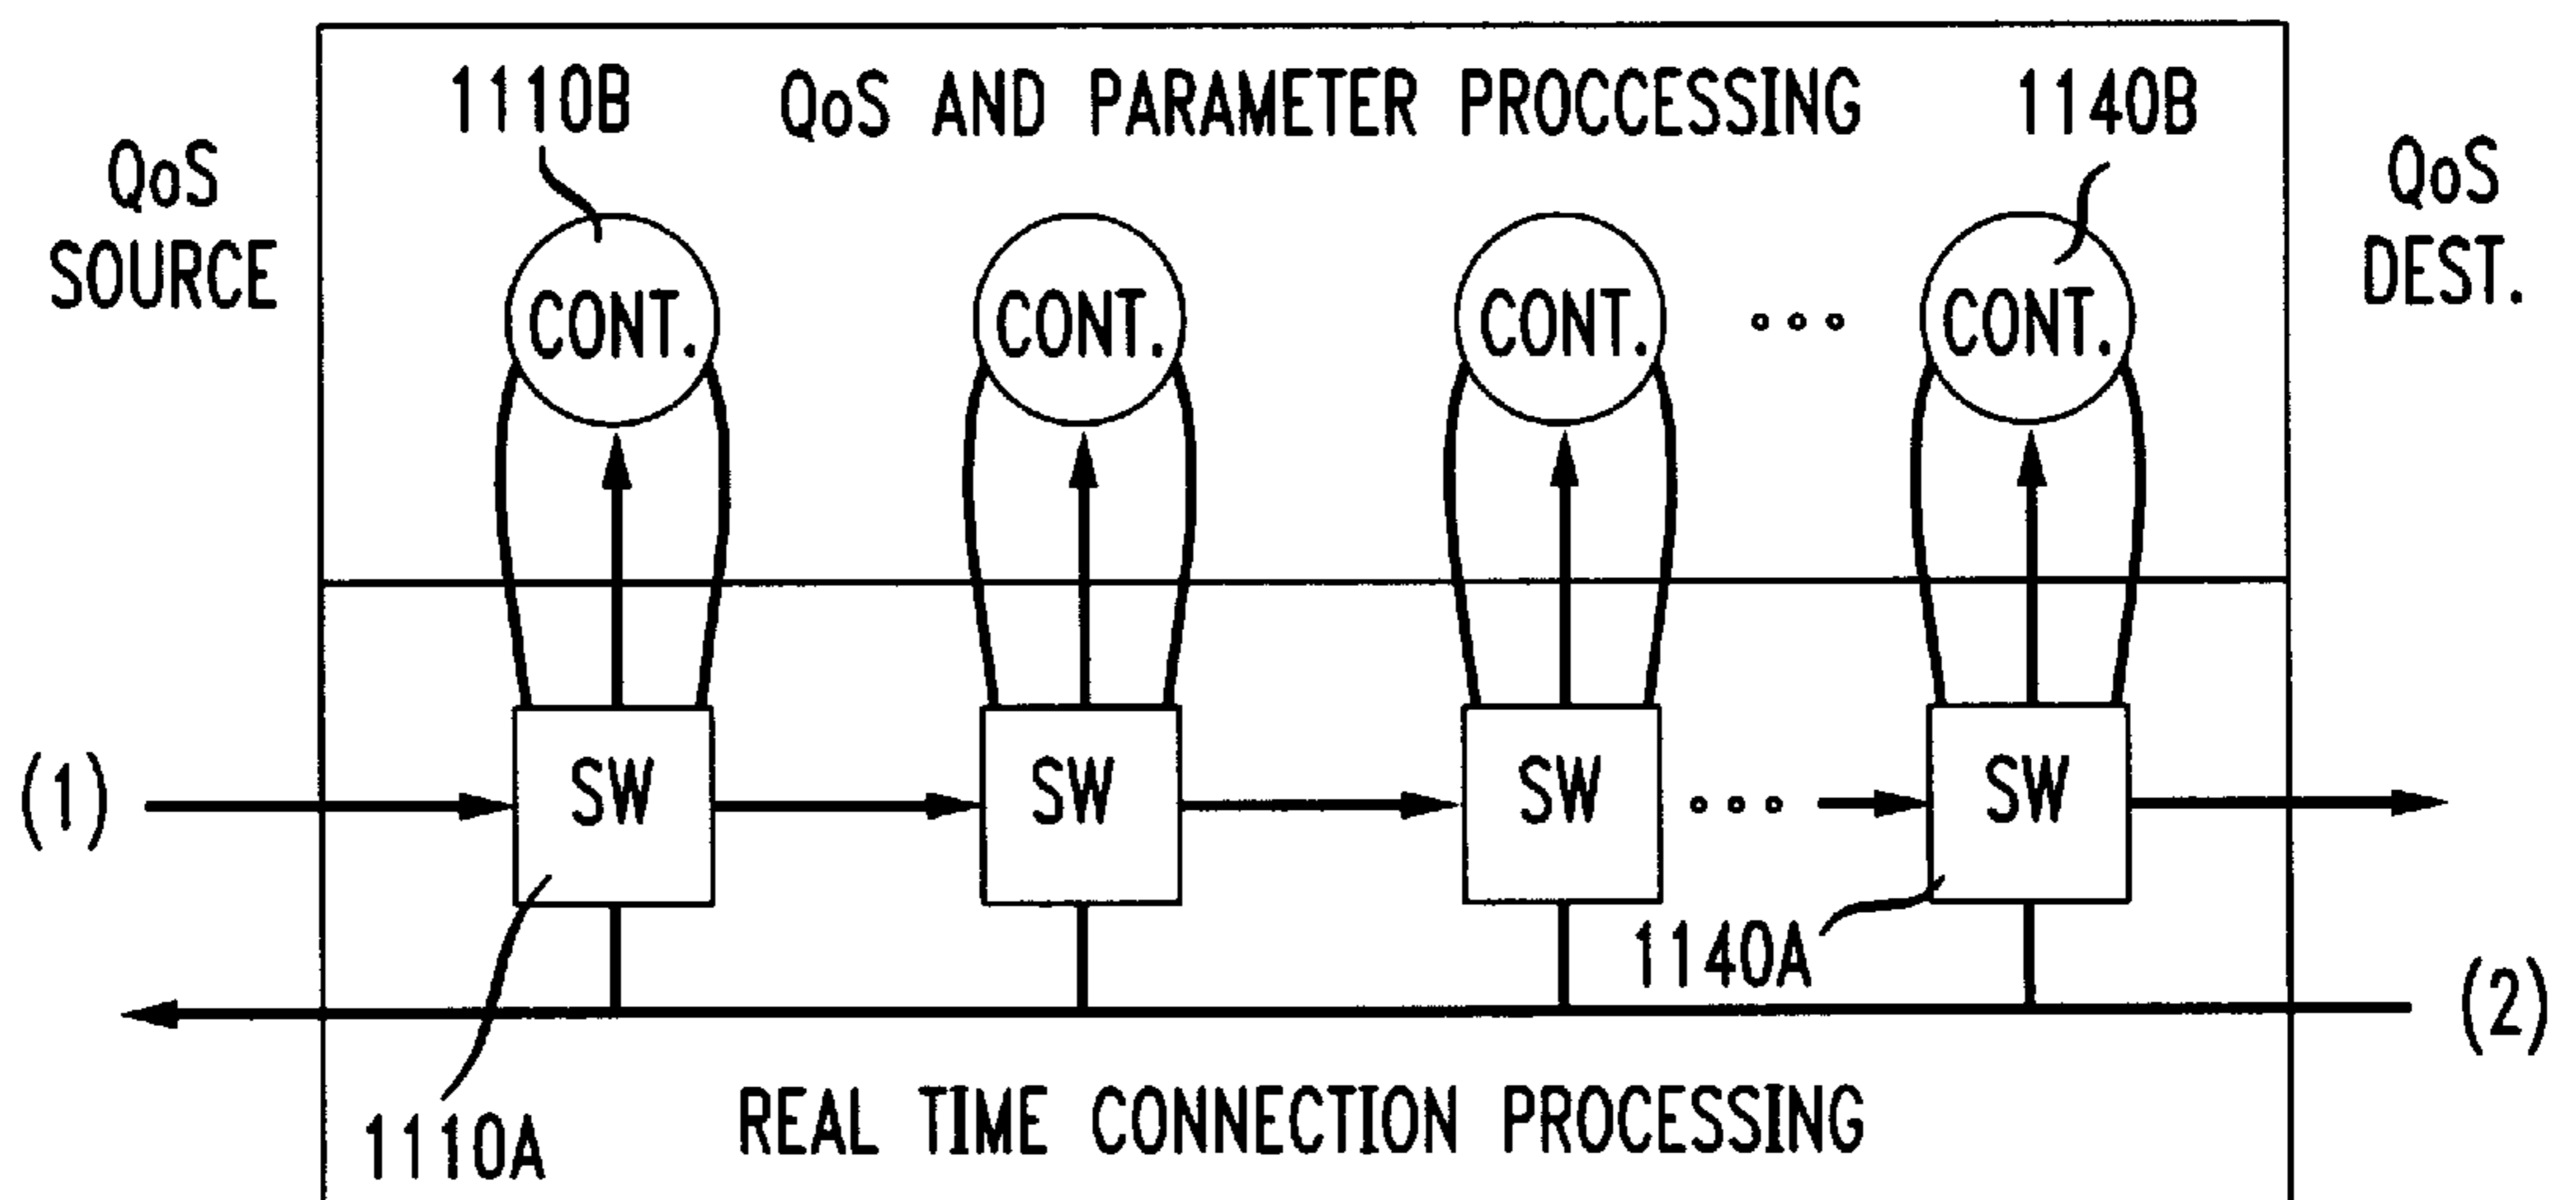 1110B QoS AND PARAMETER PROCCESSING 1140B
QoS
SOURCE
QoS
DEST.
CONT. CONT. CONT. CONT.
(1) SW SW SW SW
1140A
(2)
1110A
REAL TIME CONNECTION PROCESSING